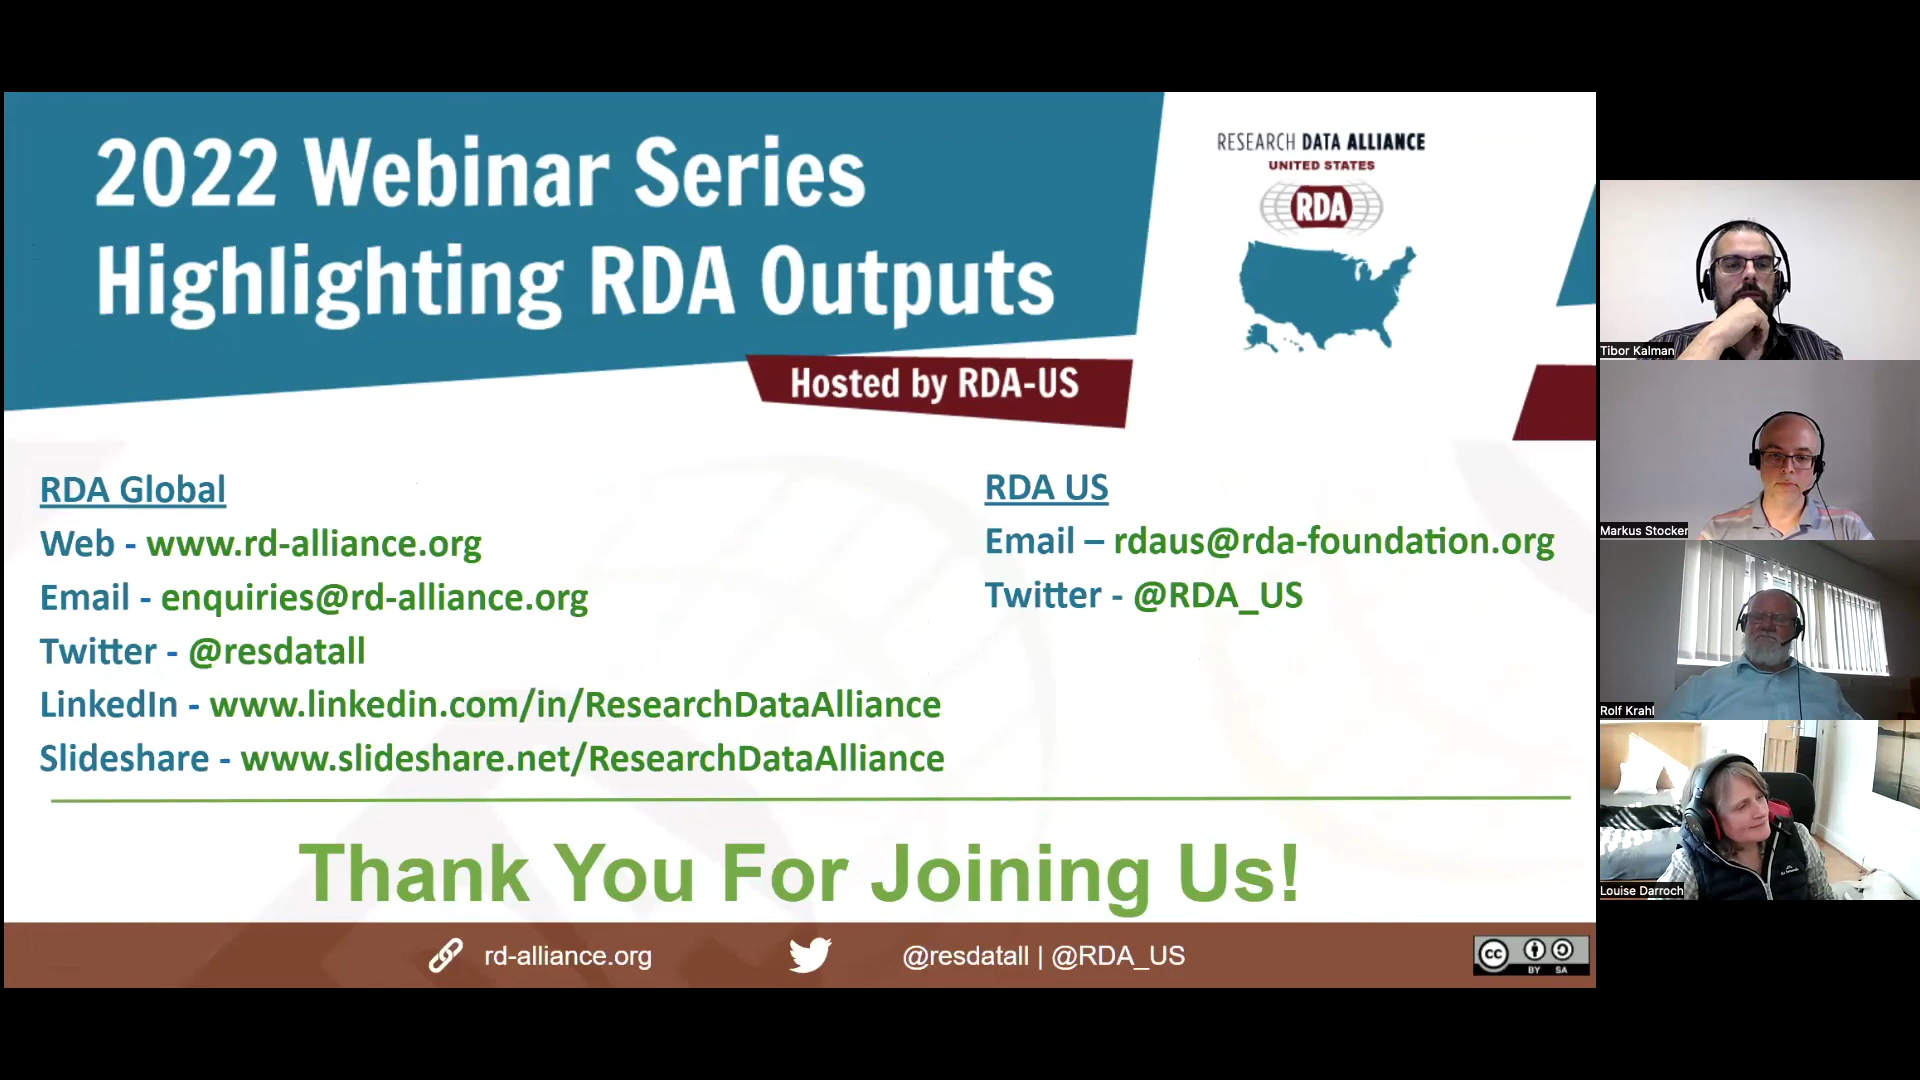 2022 Webinar Series
Highlighting RDA Outputs
Hosted by RDA-US
RESEARCH DATA ALLIANCE
UNITED STATES
RDA
RDA Global
Web - www.rd-alliance.org
Email - enquiries@rd-alliance.org
Twitter - @resdatall
LinkedIn - www.linkedin.com/in/ResearchDataAlliance
Slideshare - www.slideshare.net/ResearchDataAlliance
RDA US
Email – rdaus@rda-foundation.org
Twitter - @RDA_US
Thank You For Joining Us!
rd-alliance.org
@resdatall | @RDA_US
cc
BY SA
Tibor Kalman
Markus Stocker
Rolf Krahl
Louise Darroch